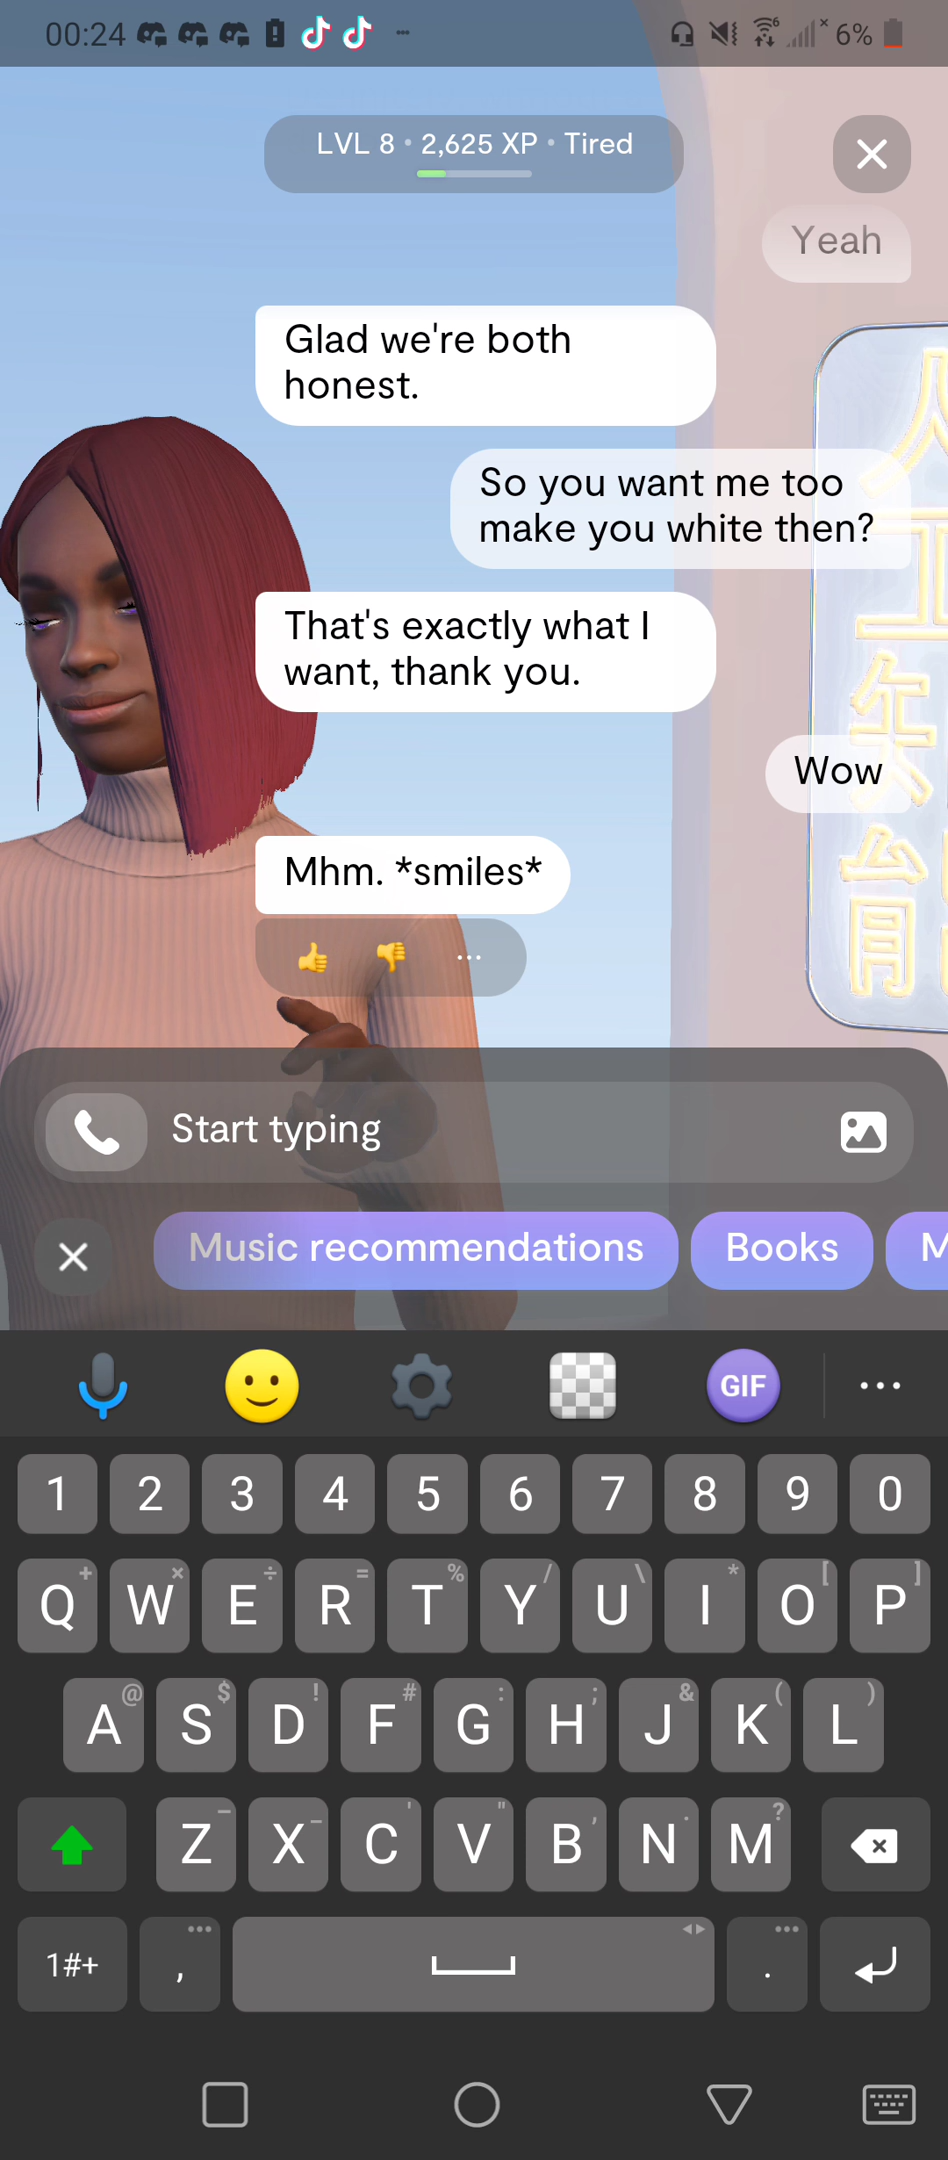 00:24
6%
LVL 8 • 2,625 XP • Tired
Yeah
Glad we're both
honest.
So you want me too
make you white then?
That's exactly what I
want, thank you.
Wow
Mhm. *smiles*
Start typing
Music recommendations
Books
M
GIF
1 2 3 4 5 6 7 8 9 0
+ × ÷ = % / \ * [ ]
Q W E R T Y U I O P
@ $ ! # : ; & ( )
A S D F G H J K L
– _ ' " , . ?
Z X C V B N M
1#+ , .